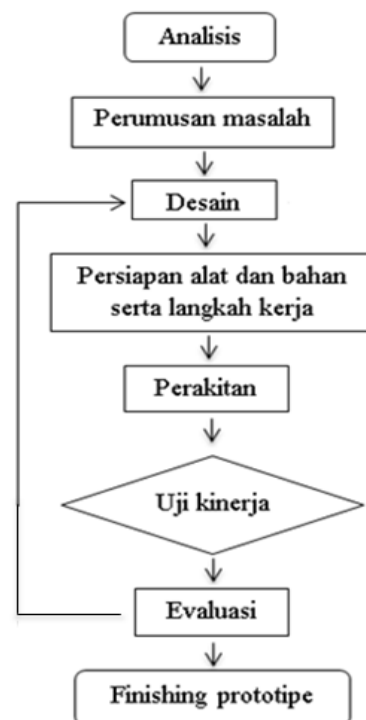 Analisis
Perumusan masalah
Desain
Persiapan alat dan bahan
serta langkah kerja
Perakitan
Uji kinerja
Evaluasi
Finishing prototipe